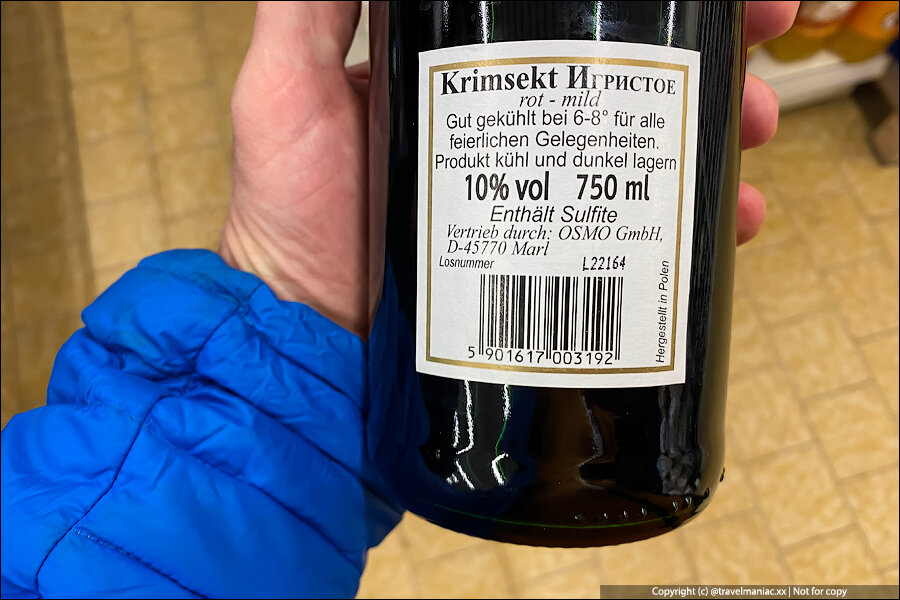 Krimsekt Игристое
rot - mild
Gut gekühlt bei 6-8° für alle
feierlichen Gelegenheiten.
Produkt kühl und dunkel lagern
10% vol 750 ml
Enthält Sulfite
Vertrieb durch: OSMO GmbH,
D-45770 Marl
Losnummer L22164
Hergestellt in Polen
5 901617 003192
Copyright (c) @travelmaniac.xx | Not for copy